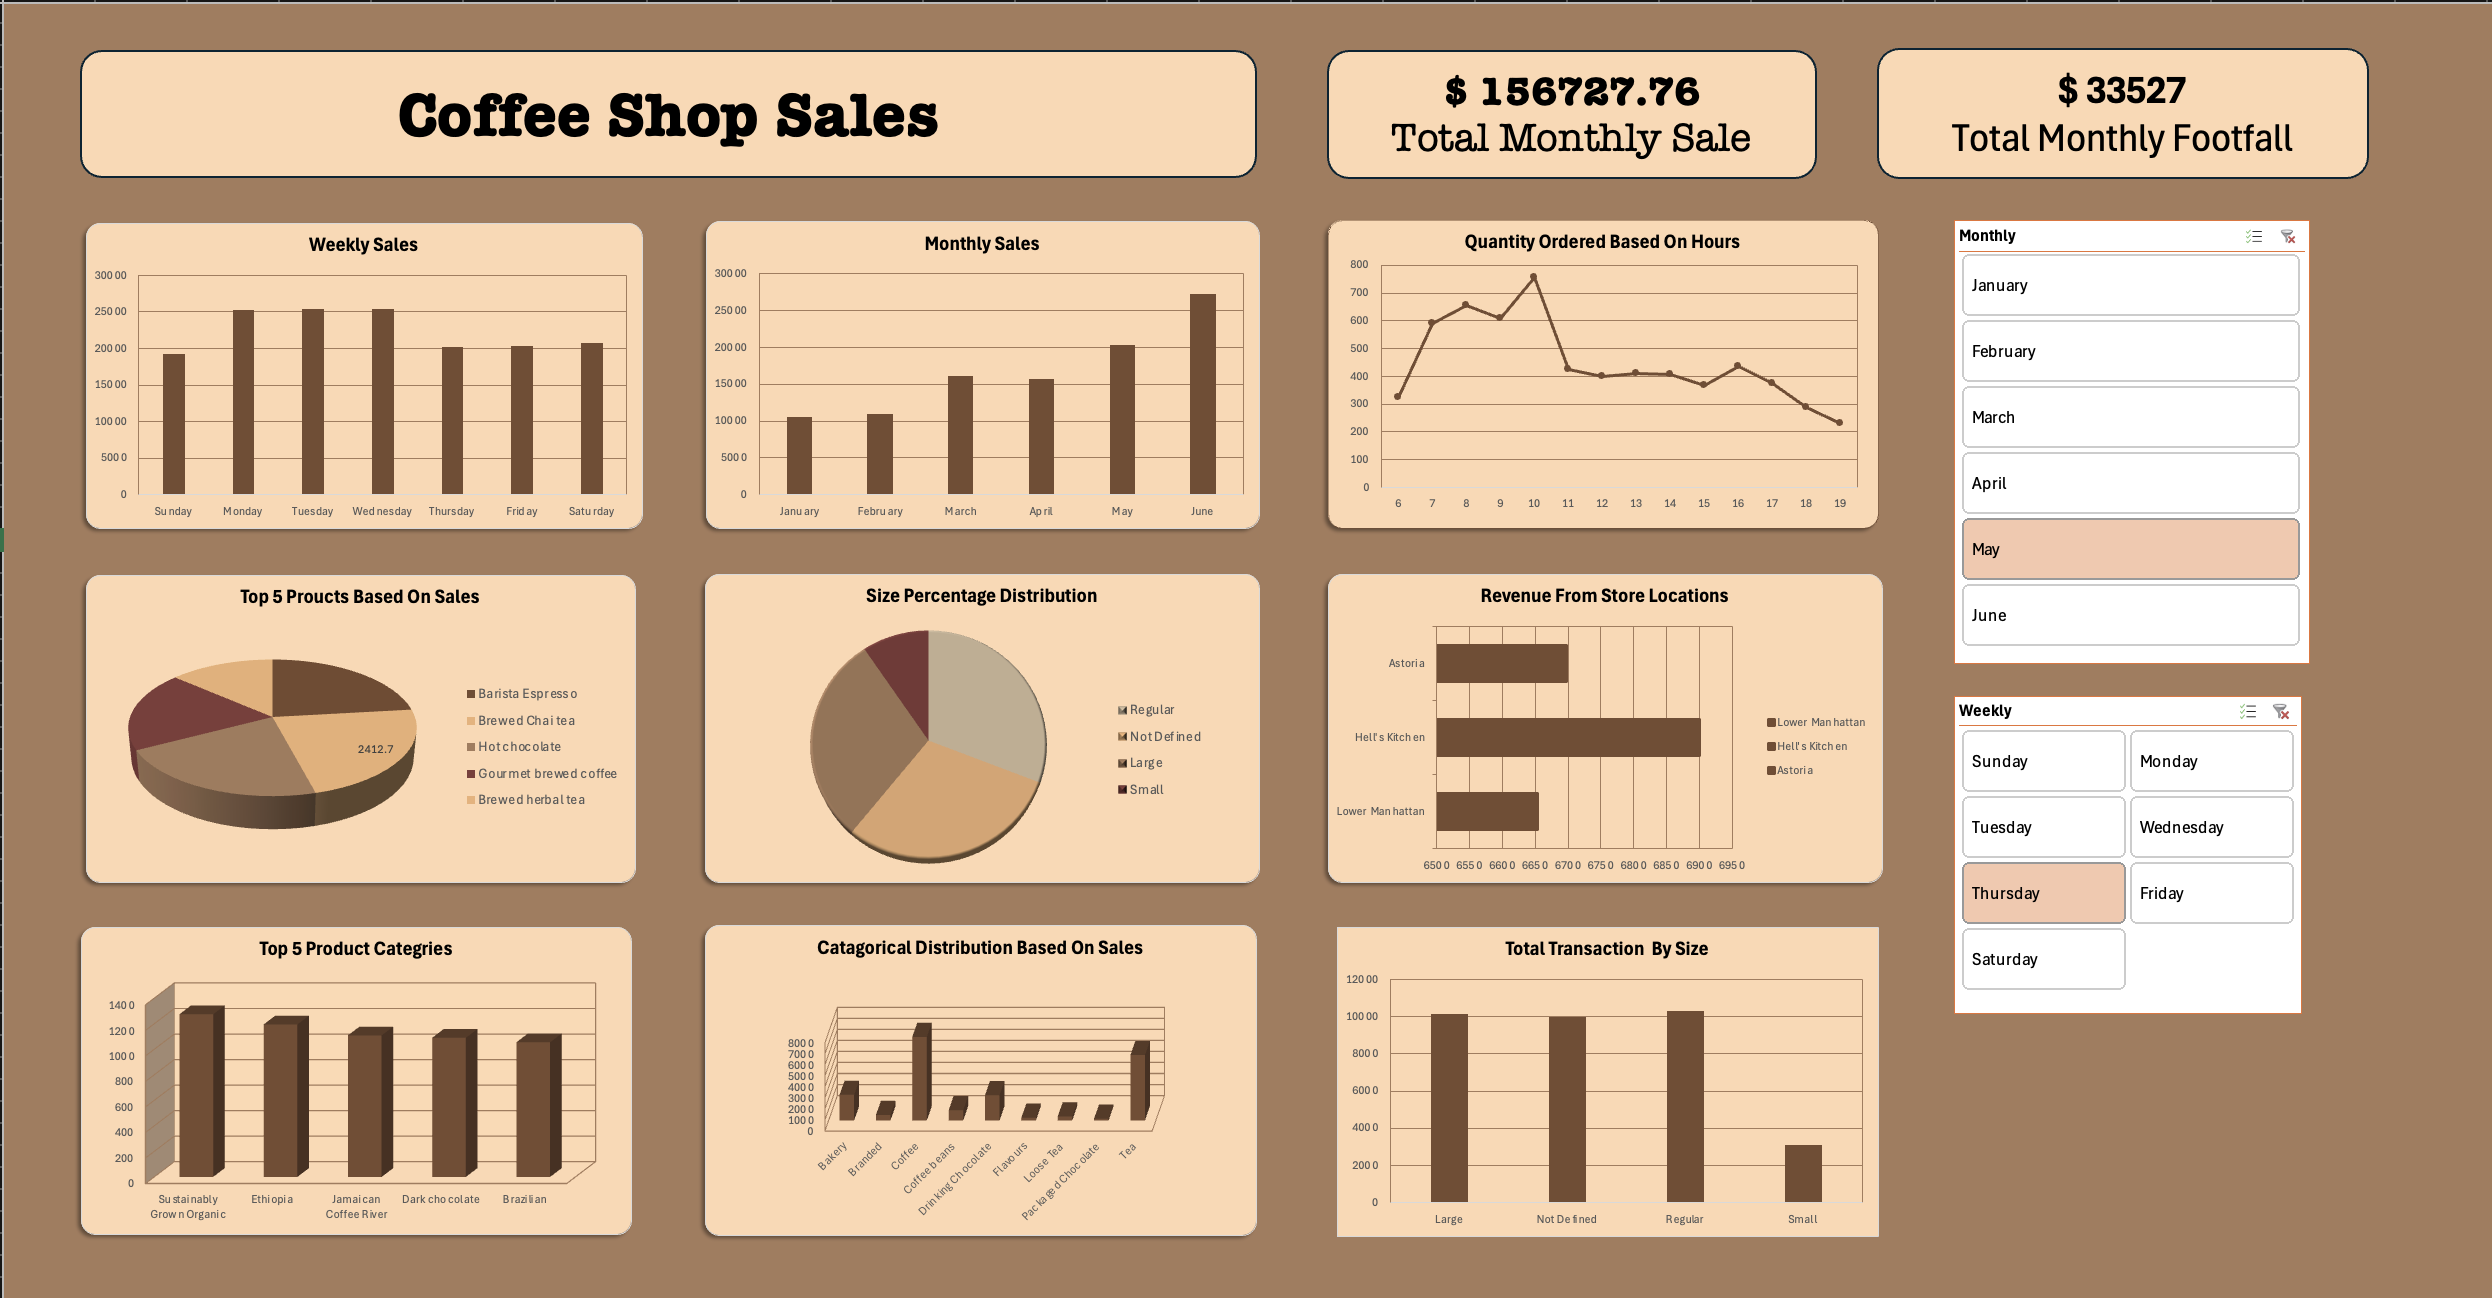 Coffee Shop Sales
$ 156727.76
Total Monthly Sale
$ 33527
Total Monthly Footfall
Weekly Sales
30000
25000
20000
15000
10000
5000
0
Sunday Monday Tuesday Wednesday Thursday Friday Saturday
Monthly Sales
30000
25000
20000
15000
10000
5000
0
January February March April May June
Quantity Ordered Based On Hours
800
700
600
500
400
300
200
100
0
6 7 8 9 10 11 12 13 14 15 16 17 18 19
Monthly
January
February
March
April
May
June
Top 5 Proucts Based On Sales
2412.7
Barista Espresso
Brewed Chai tea
Hot chocolate
Gourmet brewed coffee
Brewed herbal tea
Size Percentage Distribution
Regular
Not Defined
Large
Small
Revenue From Store Locations
Astoria
Hell's Kitchen
Lower Manhattan
6500 6550 6600 6650 6700 6750 6800 6850 6900 6950
Lower Manhattan
Hell's Kitchen
Astoria
Weekly
Sunday Monday
Tuesday Wednesday
Thursday Friday
Saturday
Top 5 Product Categries
1400
1200
1000
800
600
400
200
0
Sustainably Grown Organic Ethiopia Jamaican Coffee River Dark chocolate Brazilian
Catagorical Distribution Based On Sales
8000
7000
6000
5000
4000
3000
2000
1000
0
Bakery Branded Coffee Coffee beans Drinking Chocolate Flavours Loose Tea Packaged Chocolate Tea
Total Transaction By Size
12000
10000
8000
6000
4000
2000
0
Large Not Defined Regular Small